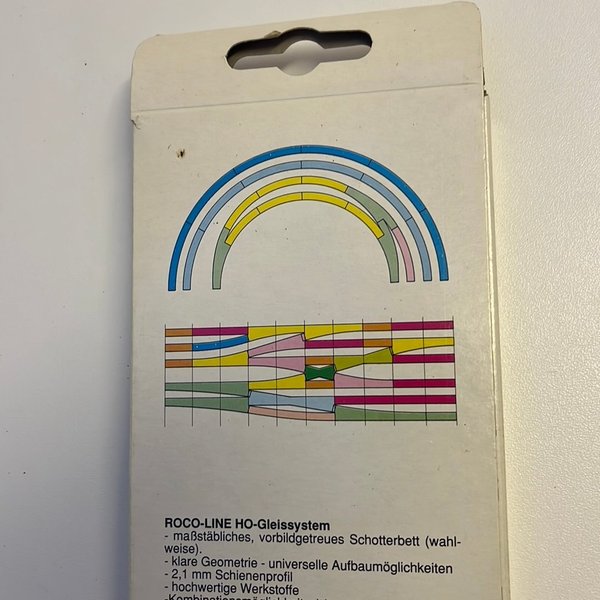 ROCO-LINE HO-Gleissystem
- maßstäbliches, vorbildgetreues Schotterbett (wahl-
weise).
- klare Geometrie - universelle Aufbaumöglichkeiten
- 2,1 mm Schienenprofil
- hochwertige Werkstoffe